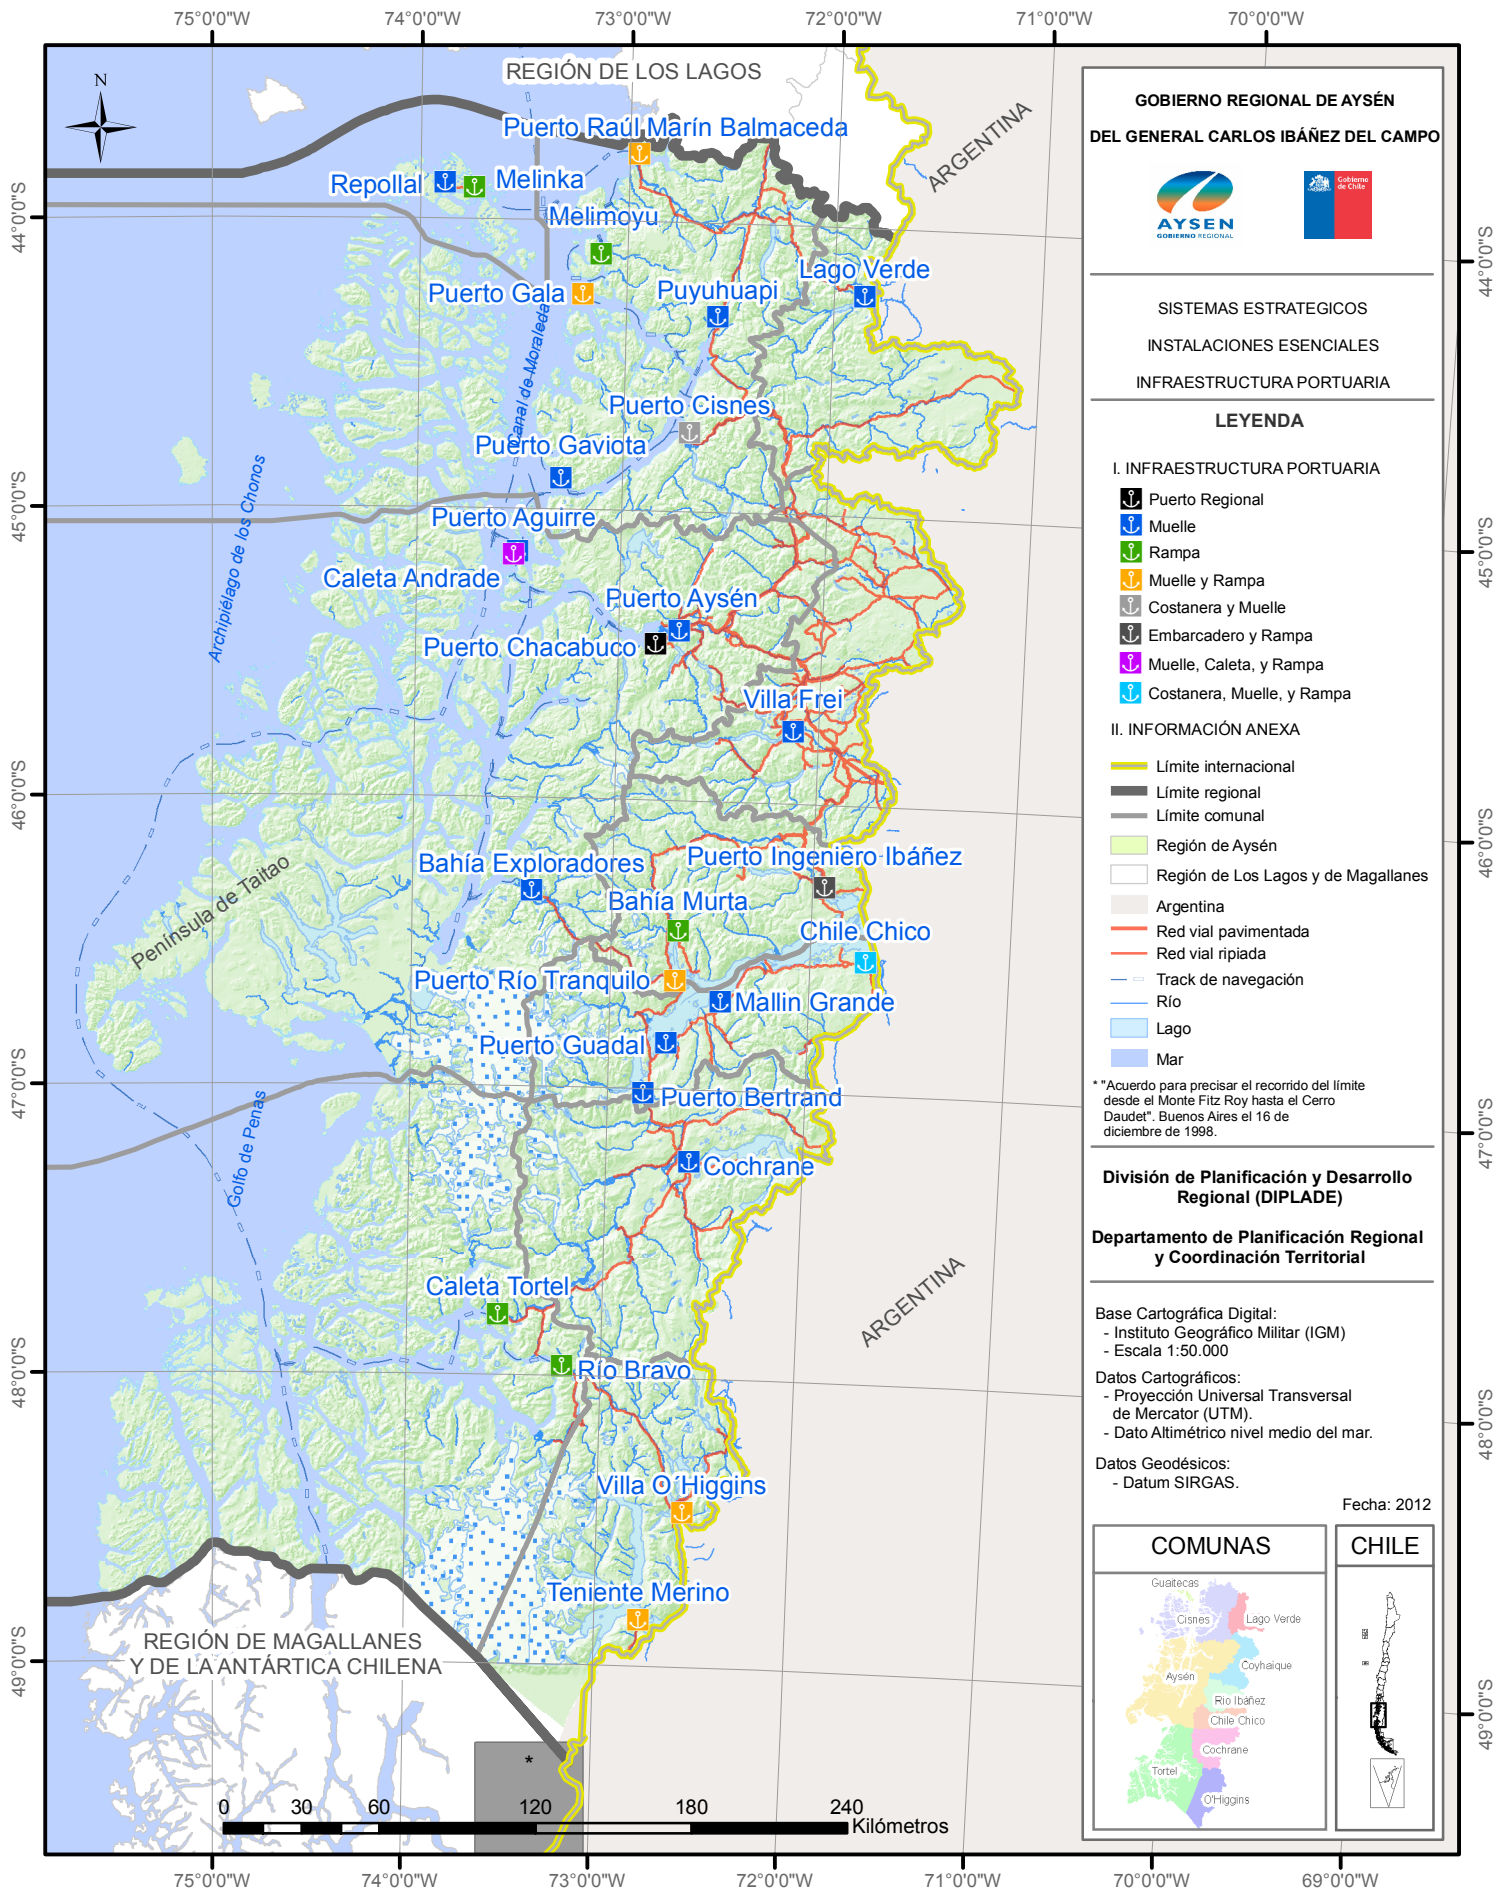 75°0'0"W
74°0'0"W
73°0'0"W
72°0'0"W
71°0'0"W
70°0'0"W
N
REGIÓN DE LOS LAGOS
ARGENTINA
Puerto Raúl Marín Balmaceda
Repollal
Melinka
Melimoyu
44°0'0"S
Lago Verde
Puerto Gala
Puyuhuapi
Canal de Moraleda
Puerto Cisnes
Puerto Gaviota
Archipiélago de los Chonos
45°0'0"S
Puerto Aguirre
Caleta Andrade
Puerto Aysén
Puerto Chacabuco
Villa Frei
46°0'0"S
Península de Taitao
Bahía Exploradores
Puerto Ingeniero Ibáñez
Bahía Murta
Chile Chico
Puerto Río Tranquilo
Mallin Grande
Puerto Guadal
47°0'0"S
Puerto Bertrand
Golfo de Penas
Cochrane
Caleta Tortel
ARGENTINA
48°0'0"S
Río Bravo
Villa O´Higgins
Teniente Merino
49°0'0"S
REGIÓN DE MAGALLANES
Y DE LA ANTÁRTICA CHILENA
*
0 30 60 120 180 240
Kilómetros
75°0'0"W
74°0'0"W
73°0'0"W
72°0'0"W
71°0'0"W
70°0'0"W
69°0'0"W
44°0'0"S
45°0'0"S
46°0'0"S
47°0'0"S
48°0'0"S
49°0'0"S
GOBIERNO REGIONAL DE AYSÉN
DEL GENERAL CARLOS IBÁÑEZ DEL CAMPO
AYSEN
GOBIERNO REGIONAL
Gobierno
de Chile
SISTEMAS ESTRATEGICOS
INSTALACIONES ESENCIALES
INFRAESTRUCTURA PORTUARIA
LEYENDA
I. INFRAESTRUCTURA PORTUARIA
Puerto Regional
Muelle
Rampa
Muelle y Rampa
Costanera y Muelle
Embarcadero y Rampa
Muelle, Caleta, y Rampa
Costanera, Muelle, y Rampa
II. INFORMACIÓN ANEXA
Límite internacional
Límite regional
Límite comunal
Región de Aysén
Región de Los Lagos y de Magallanes
Argentina
Red vial pavimentada
Red vial ripiada
Track de navegación
Río
Lago
Mar
* "Acuerdo para precisar el recorrido del límite
desde el Monte Fitz Roy hasta el Cerro
Daudet". Buenos Aires el 16 de
diciembre de 1998.
División de Planificación y Desarrollo
Regional (DIPLADE)
Departamento de Planificación Regional
y Coordinación Territorial
Base Cartográfica Digital:
- Instituto Geográfico Militar (IGM)
- Escala 1:50.000
Datos Cartográficos:
- Proyección Universal Transversal
de Mercator (UTM).
- Dato Altimétrico nivel medio del mar.
Datos Geodésicos:
- Datum SIRGAS.
Fecha: 2012
COMUNAS
Guaitecas
Cisnes
Lago Verde
Aysén
Coyhaique
Rio Ibáñez
Chile Chico
Cochrane
Tortel
O'Higgins
CHILE